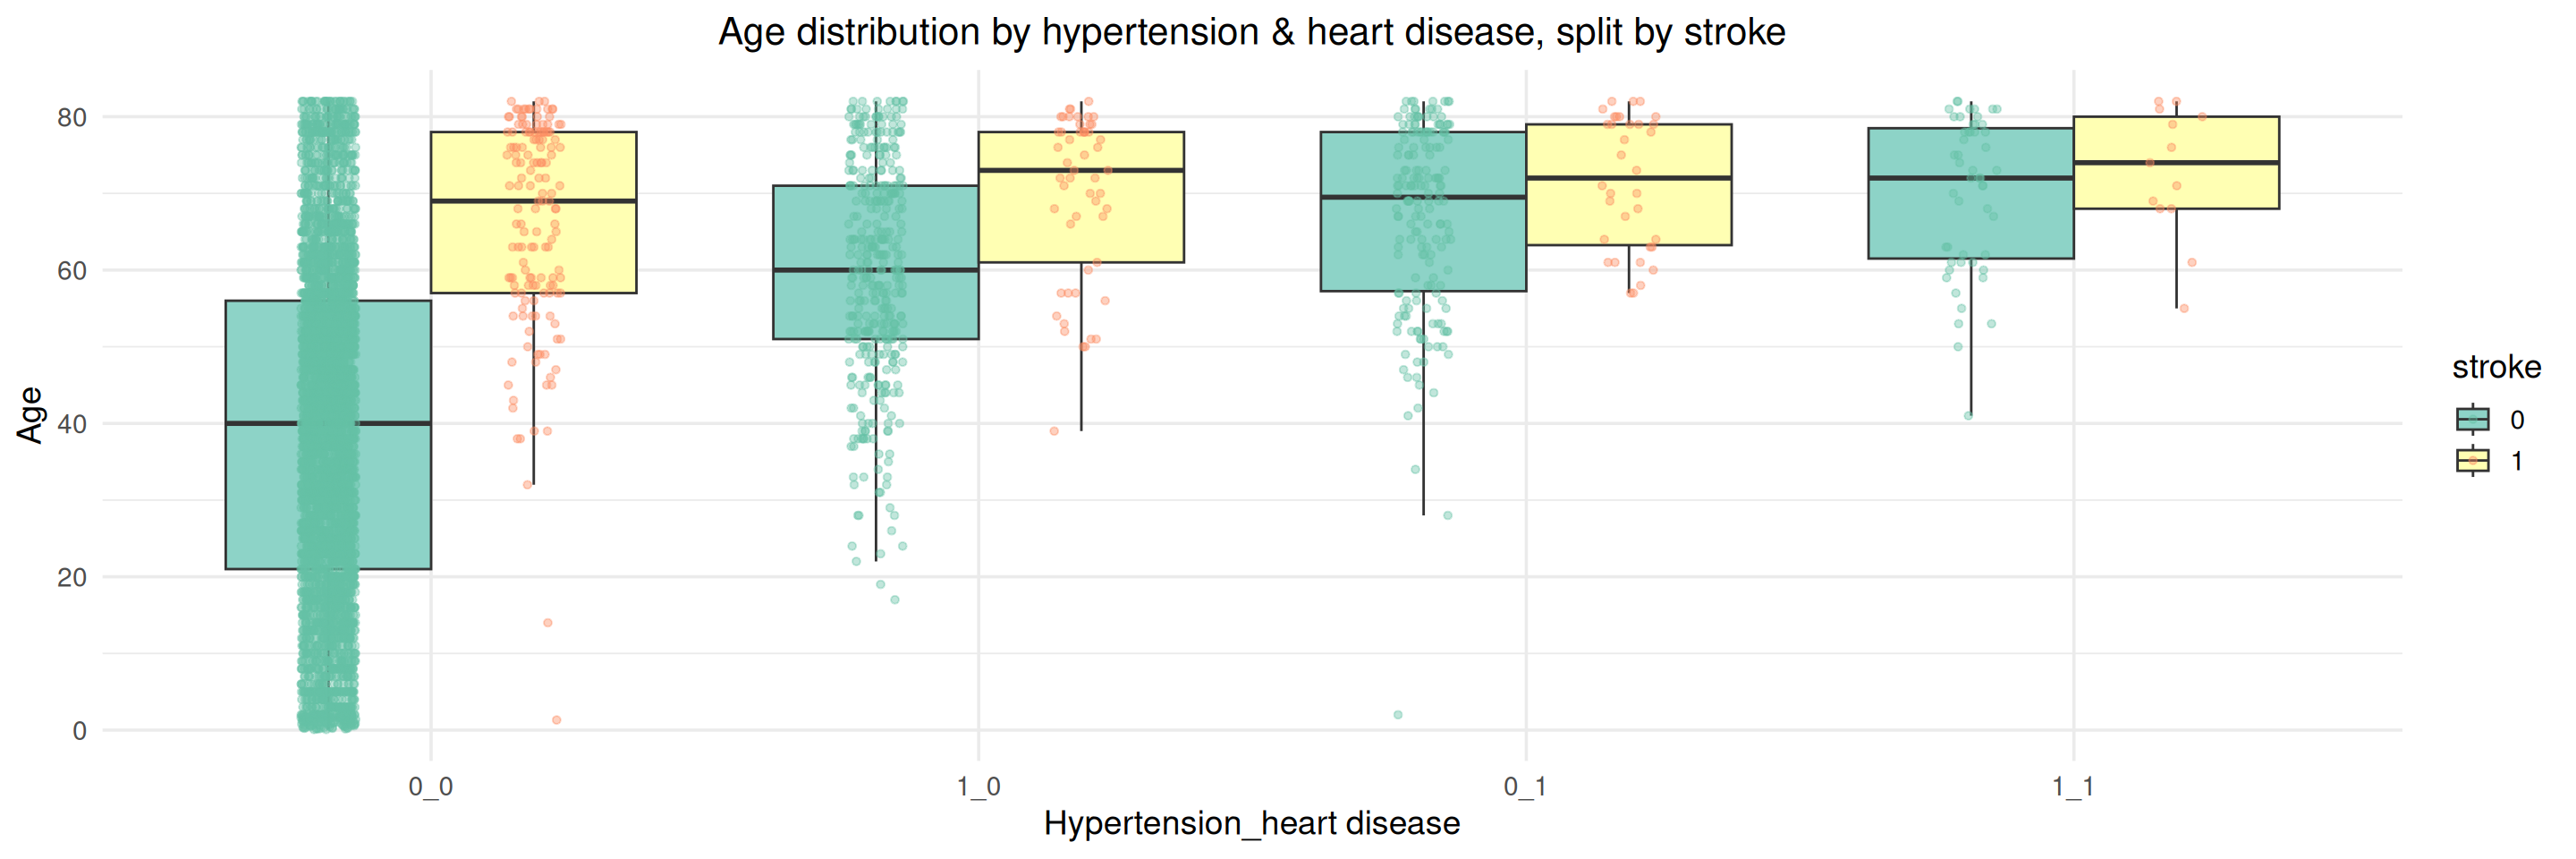 Age distribution by hypertension & heart disease, split by stroke
Age
80
60
40
20
0
0_0
1_0
0_1
1_1
Hypertension_heart disease
stroke
0
1